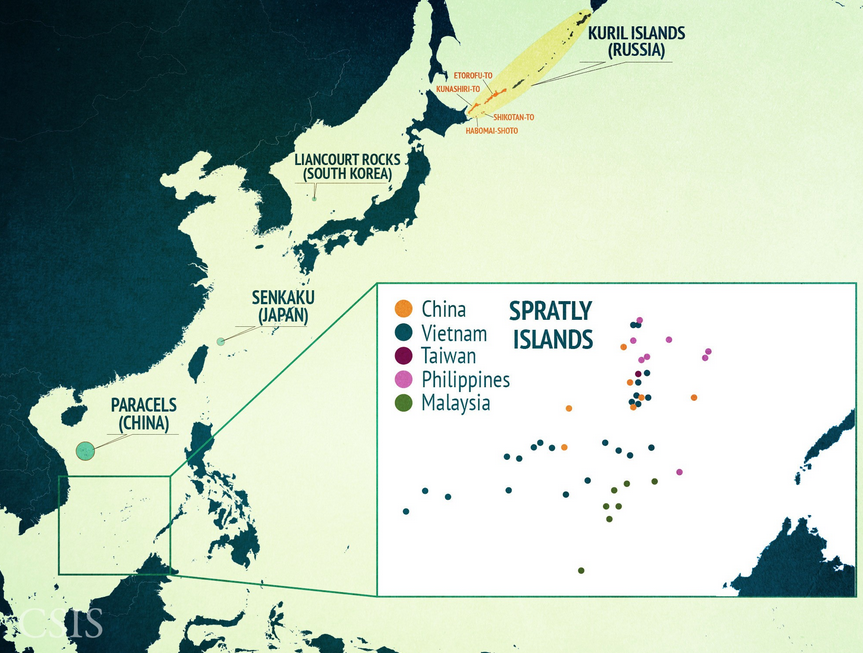 KURIL ISLANDS
(RUSSIA)
ETOROFU-TO
KUNASHIRI-TO
SHIKOTAN-TO
HABOMAI-SHOTO
LIANCOURT ROCKS
(SOUTH KOREA)
SENKAKU
(JAPAN)
PARACELS
(CHINA)
SPRATLY
ISLANDS
China
Vietnam
Taiwan
Philippines
Malaysia
CSIS